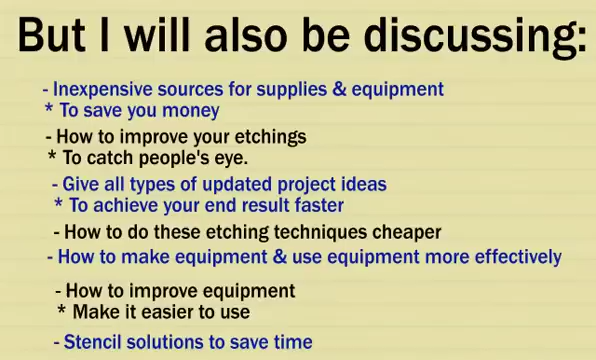 But I will also be discussing:
- Inexpensive sources for supplies & equipment
* To save you money
- How to improve your etchings
* To catch people's eye.
- Give all types of updated project ideas
* To achieve your end result faster
- How to do these etching techniques cheaper
- How to make equipment & use equipment more effectively
- How to improve equipment
* Make it easier to use
- Stencil solutions to save time